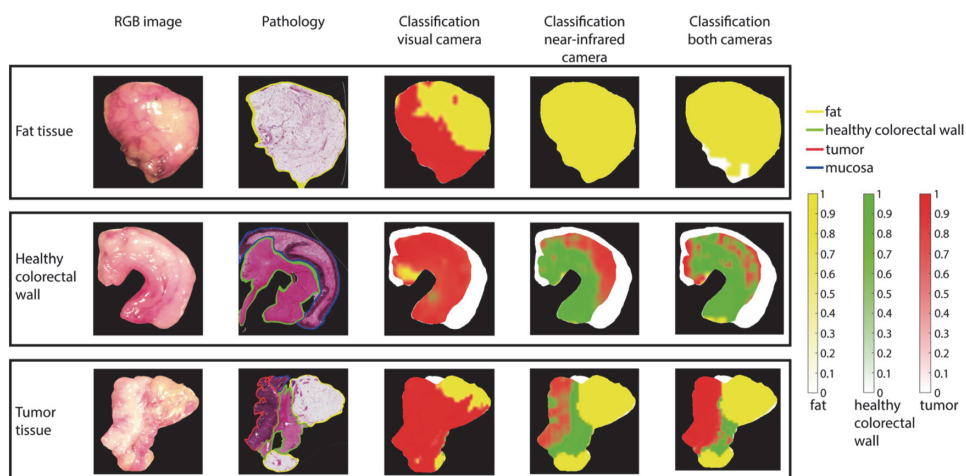 RGB image
Pathology
Classification
visual camera
Classification
near-infrared
camera
Classification
both cameras
Fat tissue
Healthy
colorectal
wall
Tumor
tissue
fat
healthy colorectal wall
tumor
mucosa
1
0.9
0.8
0.7
0.6
0.5
0.4
0.3
0.2
0.1
0
fat
1
0.9
0.8
0.7
0.6
0.5
0.4
0.3
0.2
0.1
0
healthy
colorectal
wall
1
0.9
0.8
0.7
0.6
0.5
0.4
0.3
0.2
0.1
0
tumor